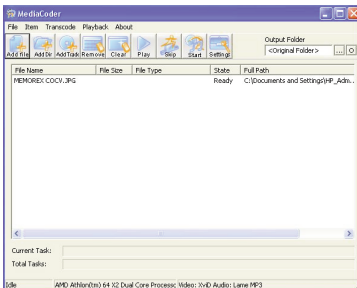 MediaCoder
File Item Transcode Playback About
Add file Add Dir Add Track Remove Clear Play Skip Start Settings
Output Folder
<Original Folder> ... O
File Name File Size File Type State Full Path
MEMOREX COCV.JPG Ready C:\Documents and Settings\HP_Adm..
Current Task:
Total Tasks:
Idle AMD Athlon(tm) 64 X2 Dual Core Processc Video: XviD Audio: Lame MP3